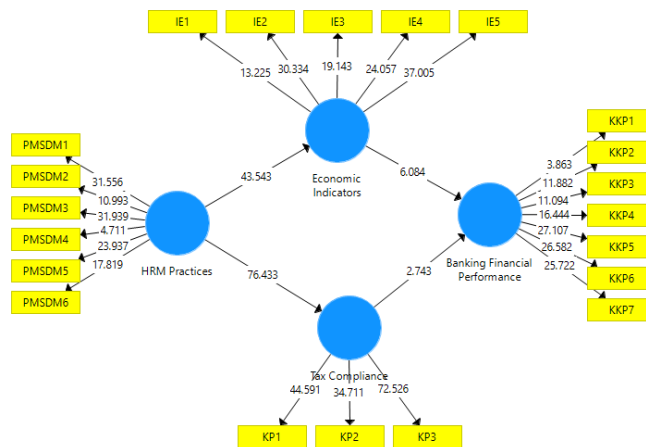 IE1
IE2
IE3
IE4
IE5
13.225
30.334
19.143
24.057
37.005
Economic
Indicators
PMSDM1
PMSDM2
PMSDM3
PMSDM4
PMSDM5
PMSDM6
31.556
10.993
31.939
4.711
23.937
17.819
HRM Practices
43.543
76.433
6.084
2.743
Banking Financial
Performance
3.863
11.882
11.094
16.444
27.107
26.582
25.722
KKP1
KKP2
KKP3
KKP4
KKP5
KKP6
KKP7
Tax Compliance
44.591
34.711
72.526
KP1
KP2
KP3